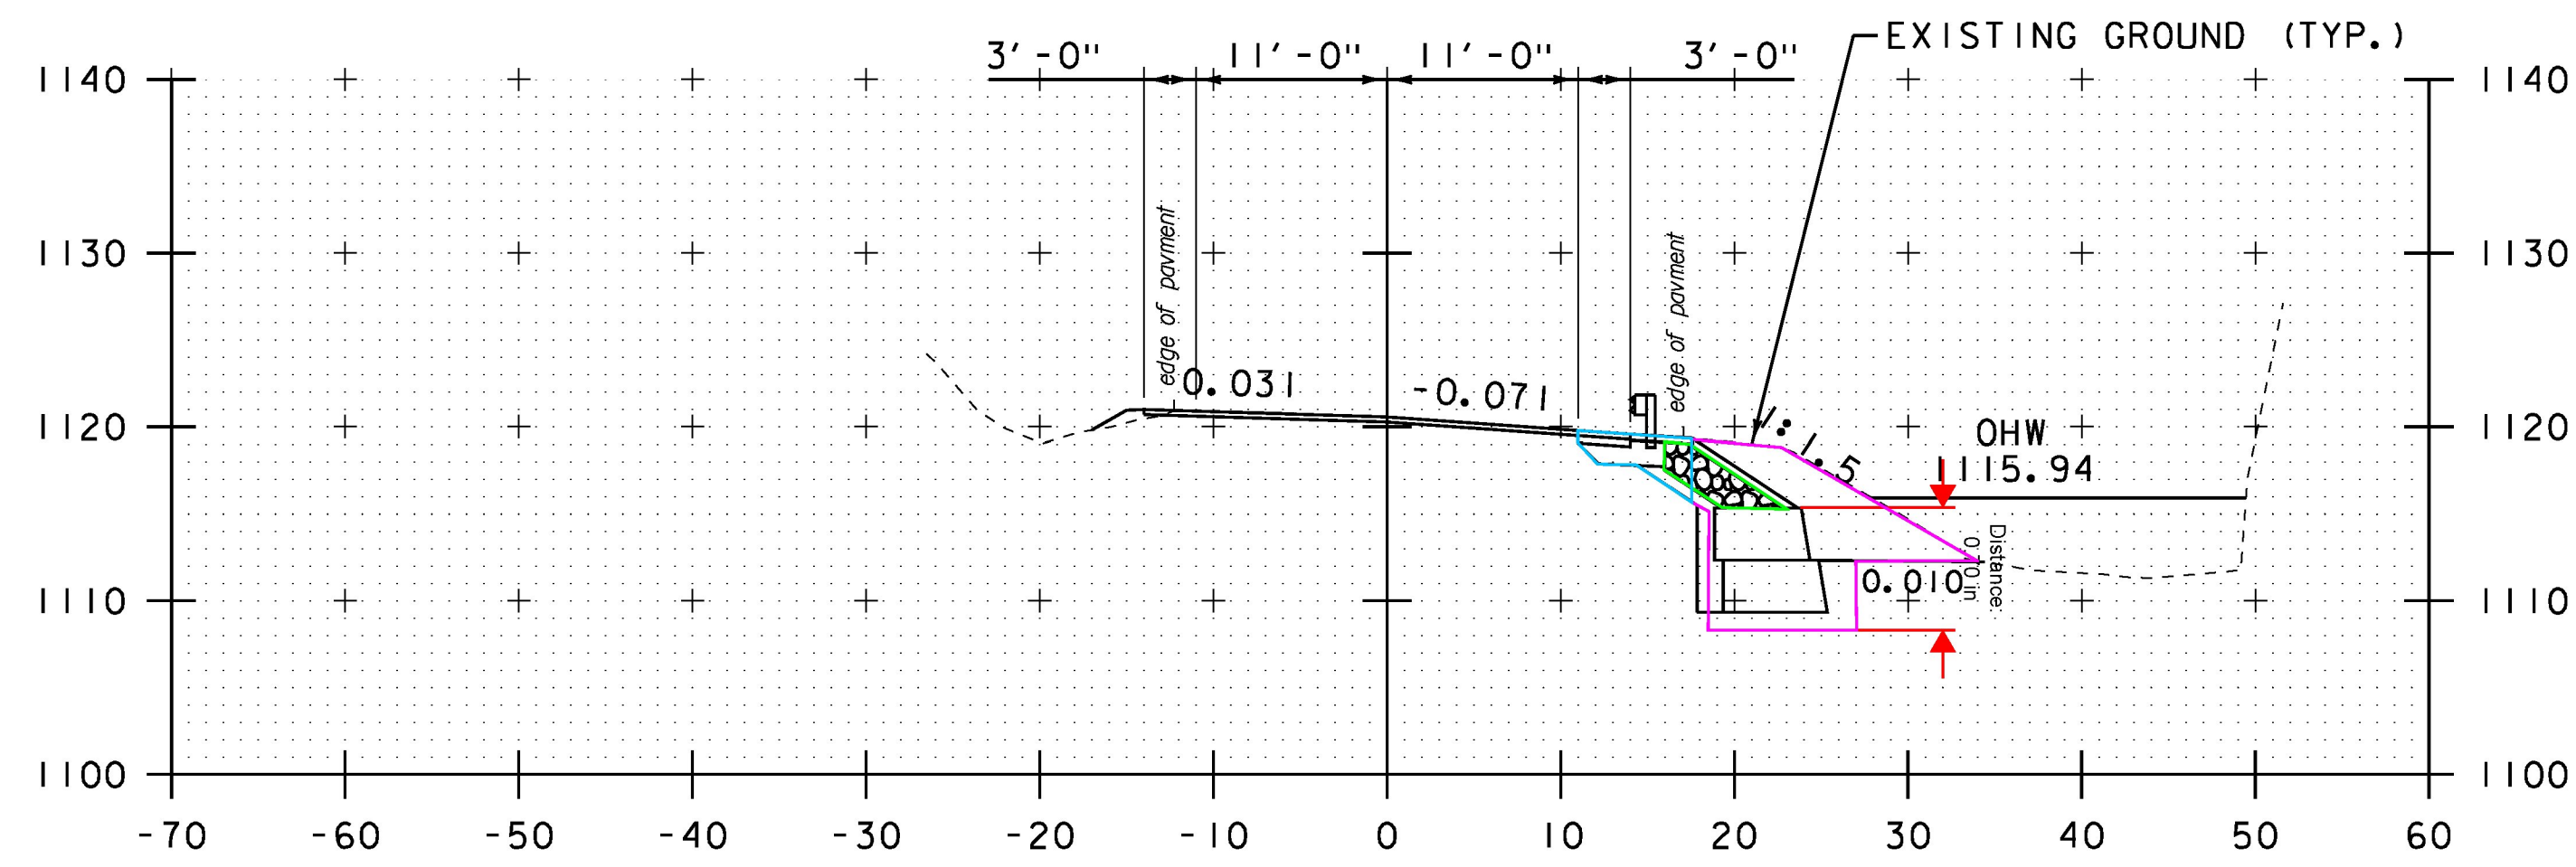 EXISTING GROUND (TYP.)
3'-0" 11'-0" 11'-0" 3'-0"
1140 1140
1130 1130
edge of pavment
edge of pavment
0.031 -0.071
1:1.5
1120 1120
OHW
1115.94
Distance:
0.70 in
0.010
1110 1110
1100 1100
-70 -60 -50 -40 -30 -20 -10 0 10 20 30 40 50 60